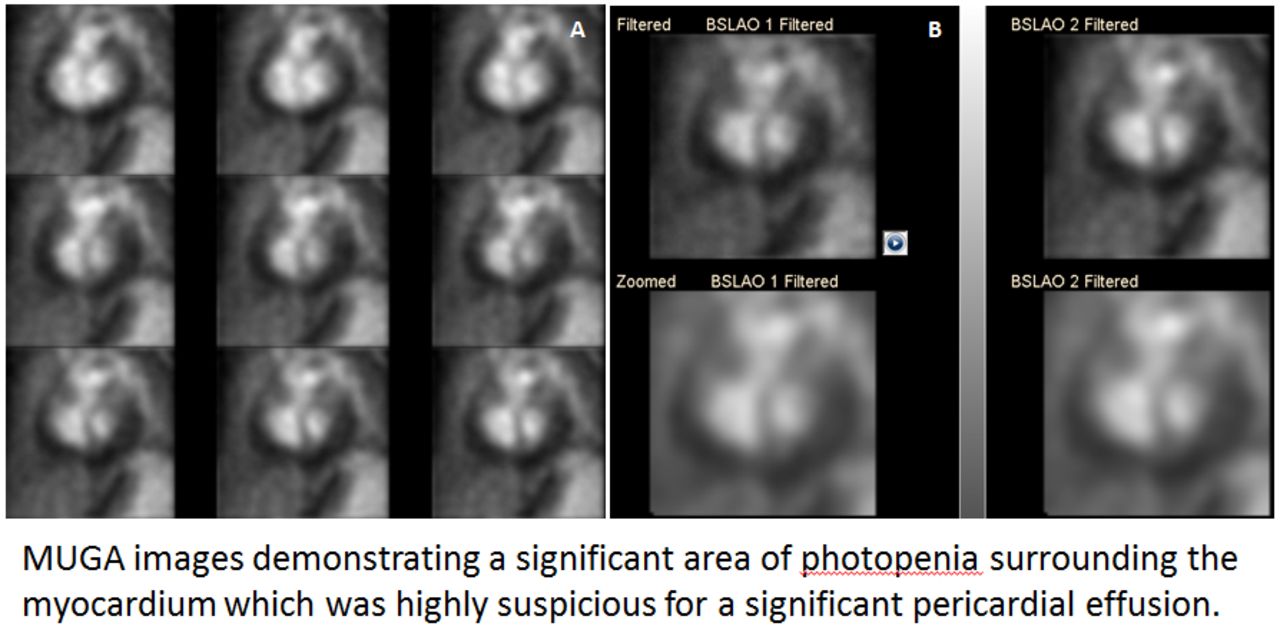 A
Filtered BSLAO 1 Filtered B
BSLAO 2 Filtered
Zoomed BSLAO 1 Filtered
BSLAO 2 Filtered
MUGA images demonstrating a significant area of photopenia surrounding the
myocardium which was highly suspicious for a significant pericardial effusion.